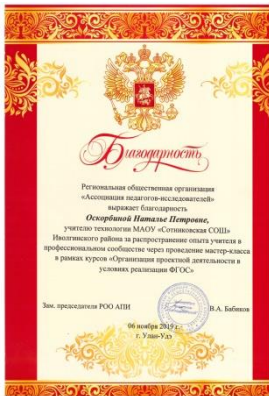 Благодарность
Региональная общественная организация
«Ассоциация педагогов-исследователей»
выражает благодарность
Оскорбиной Наталье Петровне,
учителю технологии МАОУ «Сотниковская СОШ»
Иволгинского района за распространение опыта учителя в
профессиональном сообществе через проведение мастер-класса
в рамках курсов «Организация проектной деятельности в
условиях реализации ФГОС»
Зам. председателя РОО АПИ
В.А. Бабиков
06 ноября 2019 г.
г. Улан-Удэ